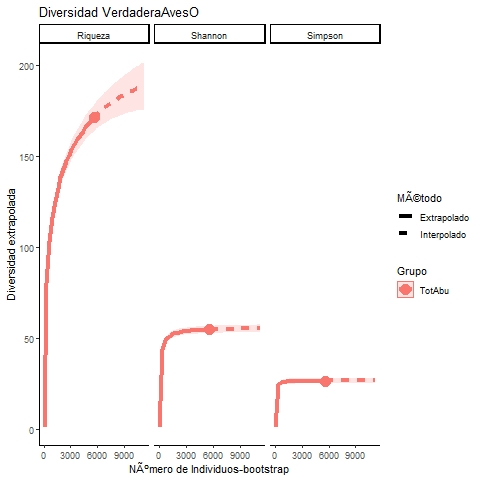 Diversidad VerdaderaAvesO
Riqueza
Shannon
Simpson
200
150
100
50
0
Diversidad extrapolada
0
3000
6000
9000
0
3000
6000
9000
0
3000
6000
9000
NÃºmero de Individuos-bootstrap
MÃ©todo
Extrapolado
Interpolado
Grupo
TotAbu